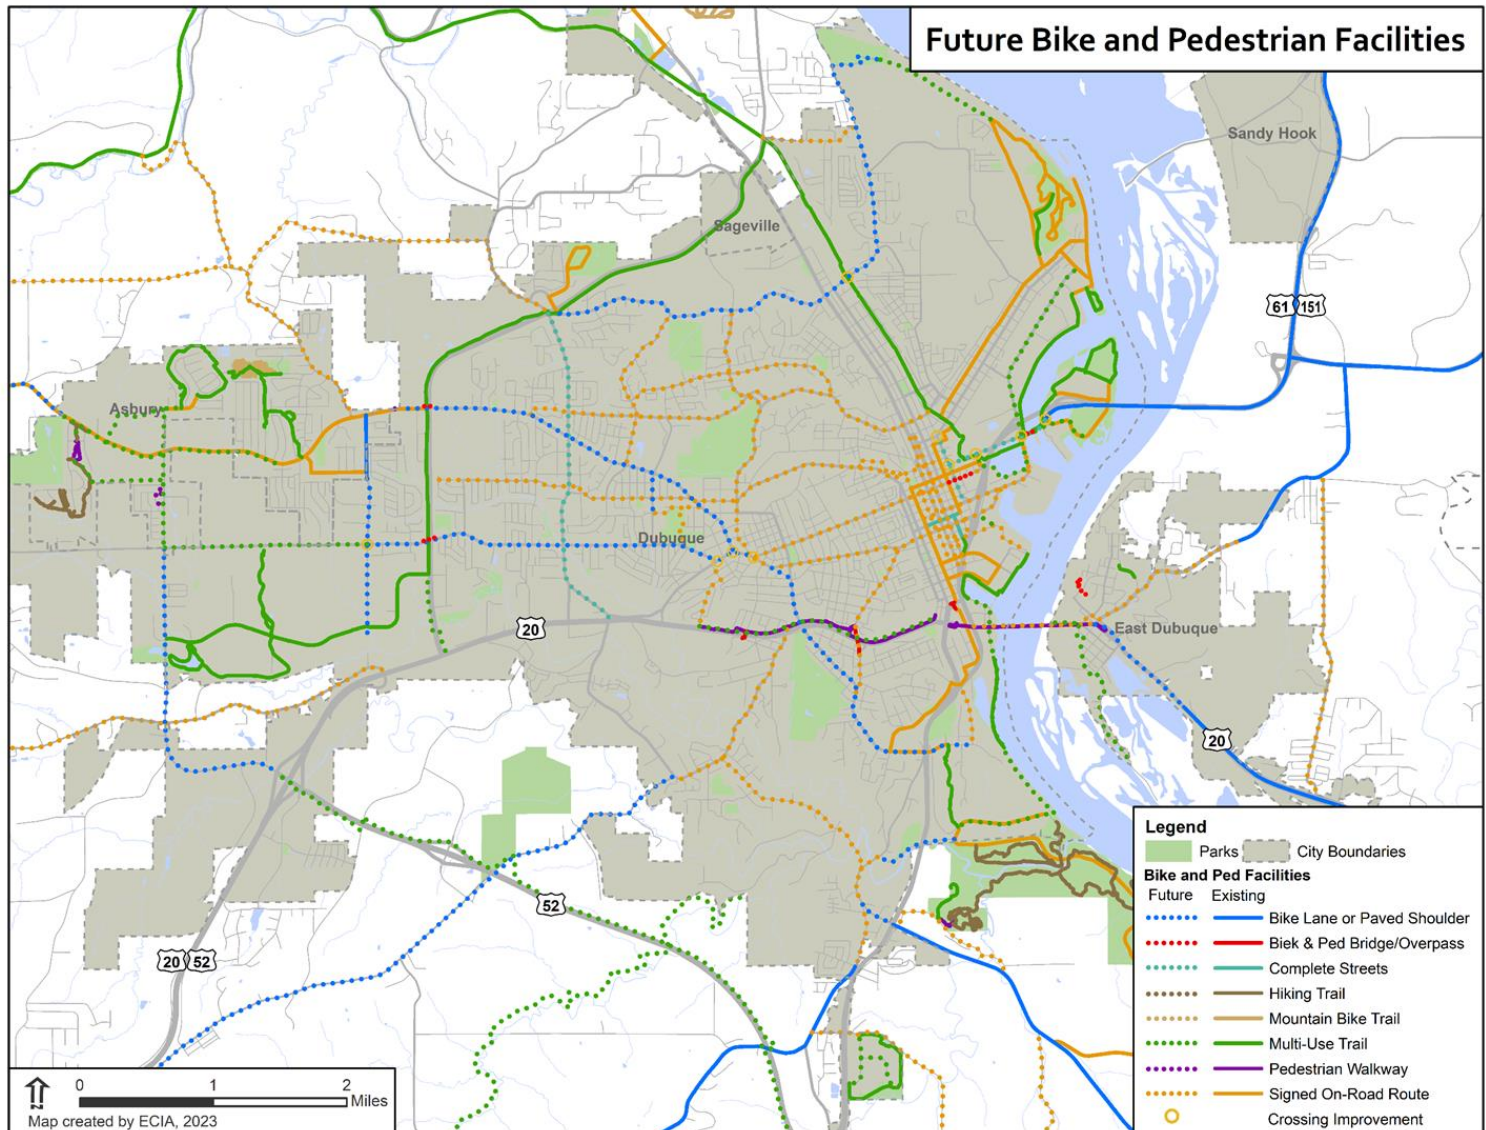 Future Bike and Pedestrian Facilities
Sandy Hook
Sageville
61 151
Asbury
Dubuque
20
East Dubuque
20
52
20 52
Legend
Parks City Boundaries
Bike and Ped Facilities
Future Existing
Bike Lane or Paved Shoulder
Biek & Ped Bridge/Overpass
Complete Streets
Hiking Trail
Mountain Bike Trail
Multi-Use Trail
Pedestrian Walkway
Signed On-Road Route
Crossing Improvement
N
0 1 2
Miles
Map created by ECIA, 2023